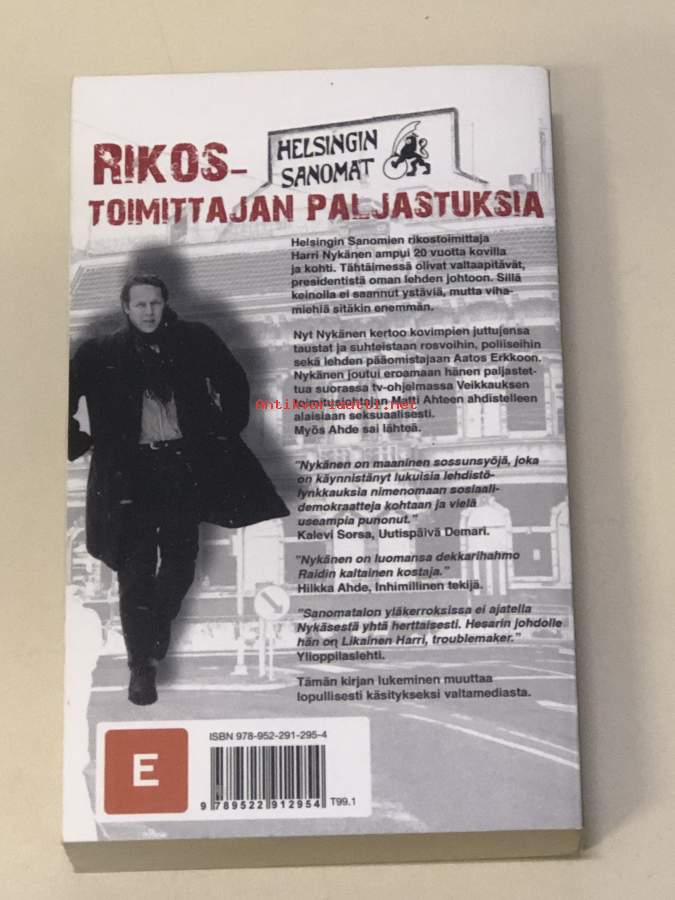 HELSINGIN
SANOMAT
RIKOS-
TOIMITTAJAN PALJASTUKSIA
Helsingin Sanomien rikostoimittaja
Harri Nykänen ampui 20 vuotta kovilla
ja kohti. Tähtäimessä olivat valtaapitävät,
presidentistä oman lehden johtoon. Sillä
keinolla ei saannut ystäviä, mutta viha-
miehiä sitäkin enemmän.
Nyt Nykänen kertoo kovimpien juttujensa
taustat ja suhteistaan rosvoihin, poliiseihin
sekä lehden pääomistajaan Aatos Erkkoon.
Nykänen joutui eroamaan hänen paljastet-
tua suorassa tv-ohjelmassa Veikkauksen
toimitusjohtajan Matti Ahteen ahdistelleen
alaisiaan seksuaalisesti.
Myös Ahde sai lähteä.
Antikvariaatti.net
"Nykänen on maaninen sossunsyöjä, joka
on käynnistänyt lukuisia lehdistö-
lynkkauksia nimenomaan sosiaali-
demokraatteja kohtaan ja vielä
useampia punonut."
Kalevi Sorsa, Uutispäivä Demari.
"Nykänen on luomansa dekkarihahmo
Raidin kaltainen kostaja."
Hilkka Ahde, Inhimillinen tekijä.
"Sanomatalon yläkerroksissa ei ajatella
Nykäsestä yhtä herttaisesti. Hesarin johdolle
hän on Likainen Harri, troublemaker."
Ylioppilaslehti.
Tämän kirjan lukeminen muuttaa
lopullisesti käsitykseksi valtamediasta.
E
ISBN 978-952-291-295-4
9 789522 912954
T99.1